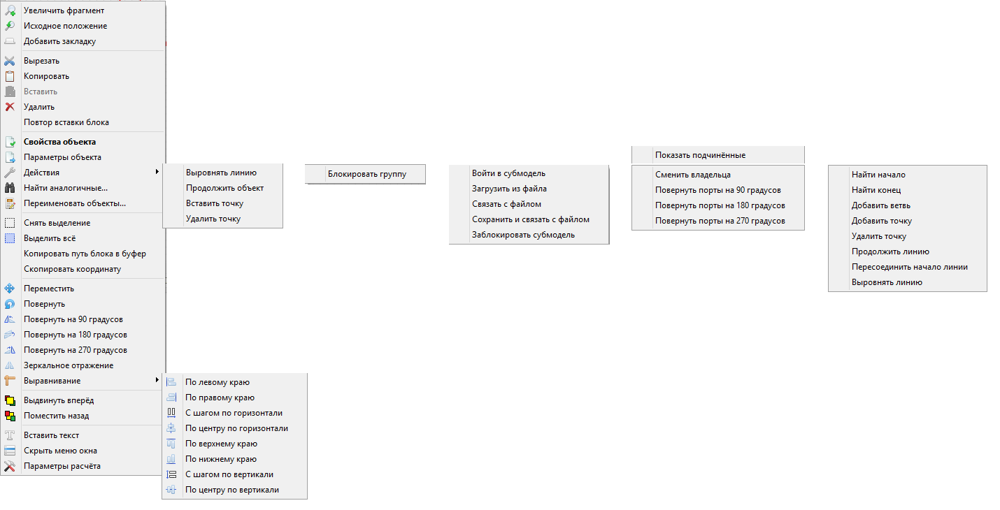 Увеличить фрагмент
Исходное положение
Добавить закладку
Вырезать
Копировать
Вставить
Удалить
Повтор вставки блока
Свойства объекта
Параметры объекта
Действия
Найти аналогичные...
Переименовать объекты...
Снять выделение
Выделить всё
Копировать путь блока в буфер
Скопировать координату
Переместить
Повернуть
Повернуть на 90 градусов
Повернуть на 180 градусов
Повернуть на 270 градусов
Зеркальное отражение
Выравнивание
Выдвинуть вперёд
Поместить назад
Вставить текст
Скрыть меню окна
Параметры расчёта
Выровнять линию
Продолжить объект
Вставить точку
Удалить точку
Блокировать группу
Войти в субмодель
Загрузить из файла
Связать с файлом
Сохранить и связать с файлом
Заблокировать субмодель
Показать подчинённые
Сменить владельца
Повернуть порты на 90 градусов
Повернуть порты на 180 градусов
Повернуть порты на 270 градусов
Найти начало
Найти конец
Добавить ветвь
Добавить точку
Удалить точку
Продолжить линию
Пересоединить начало линии
Выровнять линию
По левому краю
По правому краю
С шагом по горизонтали
По центру по горизонтали
По верхнему краю
По нижнему краю
С шагом по вертикали
По центру по вертикали